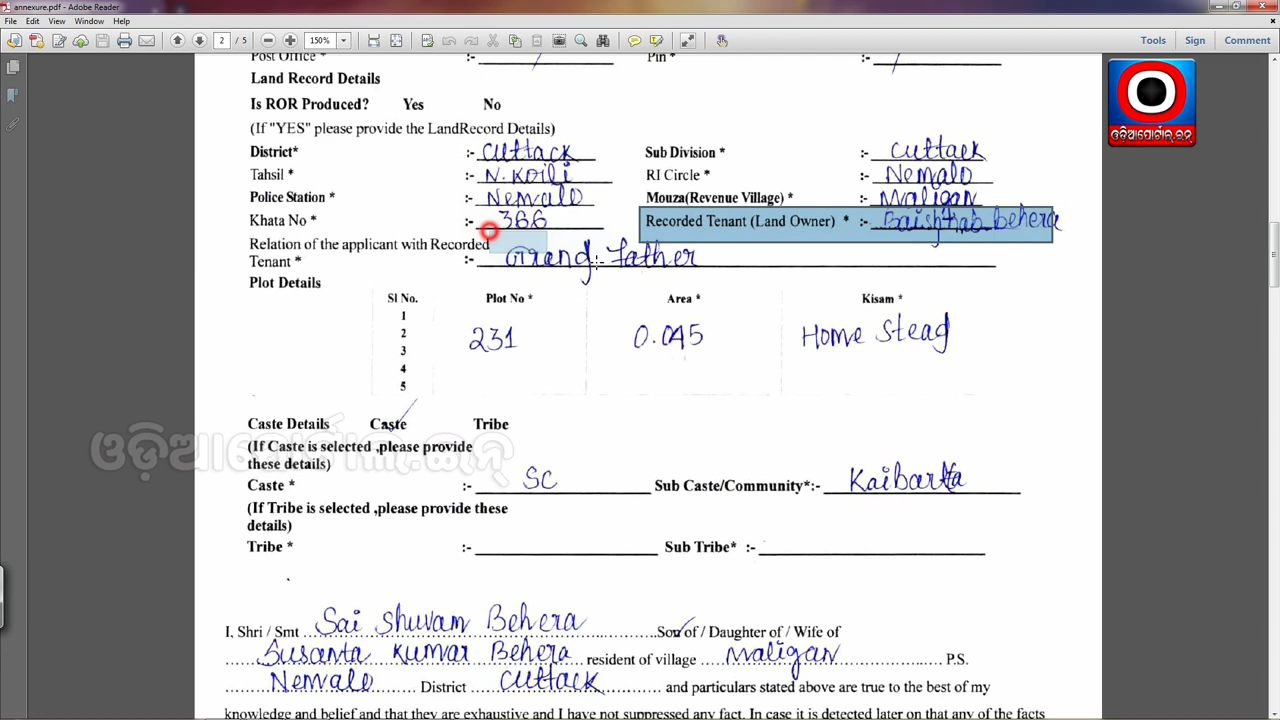 annexure.pdf - Adobe Reader
File Edit View Window Help
2 / 5 150% Tools Sign Comment
Post Office * :- Pin * :-
Land Record Details
Is ROR Produced? Yes No
(If "YES" please provide the LandRecord Details)
District* :- Cuttack Sub Division * :- Cuttack
Tahsil * :- N. Koili RI Circle * :- Nemalo
Police Station * :- Nemalo Mouza(Revenue Village) * :- Maligan
Khata No * :- 366 Recorded Tenant (Land Owner) * :- Baishnab behera
Relation of the applicant with Recorded
Tenant * :- Grand father
Plot Details
Sl No. Plot No * Area * Kisam *
1
2 231 0.045 Home Stead
3
4
5
Caste Details Caste Tribe
(If Caste is selected ,please provide
these details)
Caste * :- SC Sub Caste/Community*:- Kaibarta
(If Tribe is selected ,please provide these
details)
Tribe * :- Sub Tribe* :-
I, Shri / Smt Sai Shuvam Behera Son of / Daughter of / Wife of
Susanta Kumar Behera resident of village Maligan P.S.
Nemalo District Cuttack and particulars stated above are true to the best of my
knowledge and belief and that they are exhaustive and I have not suppressed any fact. In case it is detected later on that any of the facts
ଓଡ଼ିଆପୋର୍ଟାଲ.ଇନ୍
ଓଡ଼ିଆପୋର୍ଟାଲ.ଇନ୍